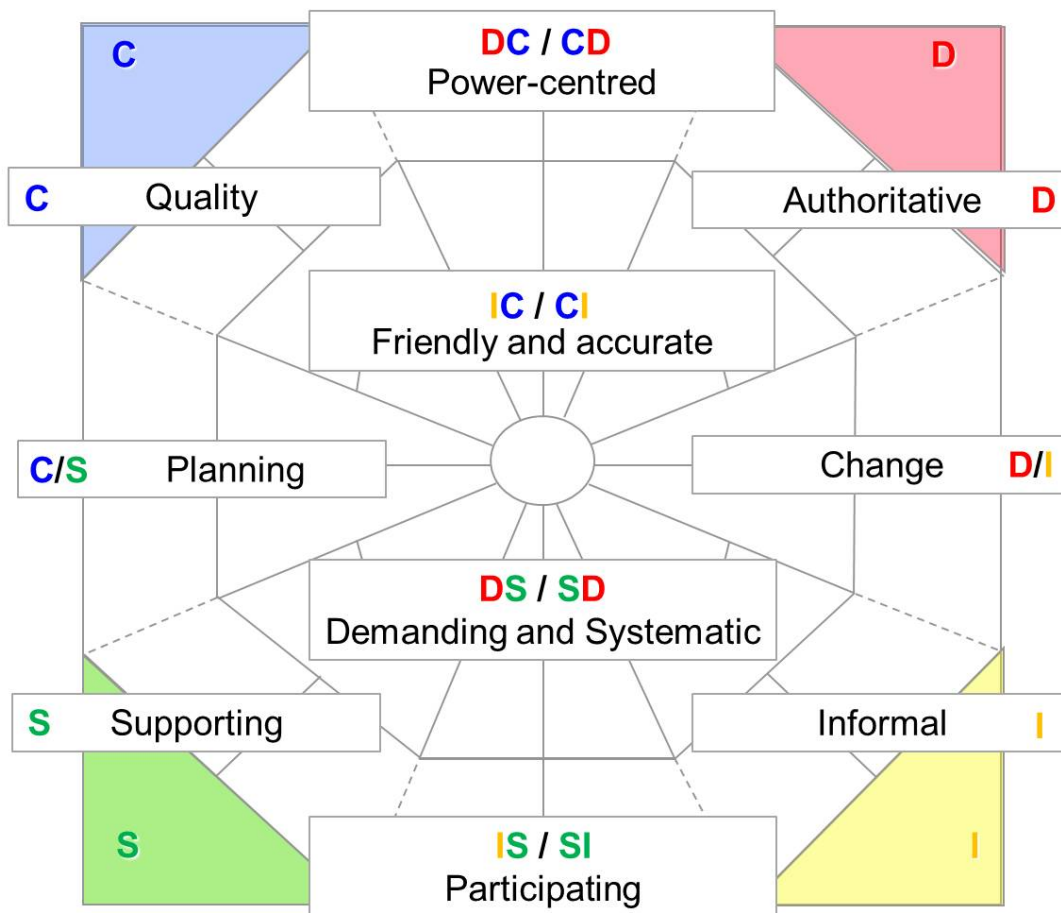 C
DC / CD
Power-centred
D
C Quality
Authoritative D
IC / CI
Friendly and accurate
C/S Planning
Change D/I
DS / SD
Demanding and Systematic
S Supporting
Informal I
S
IS / SI
Participating
I